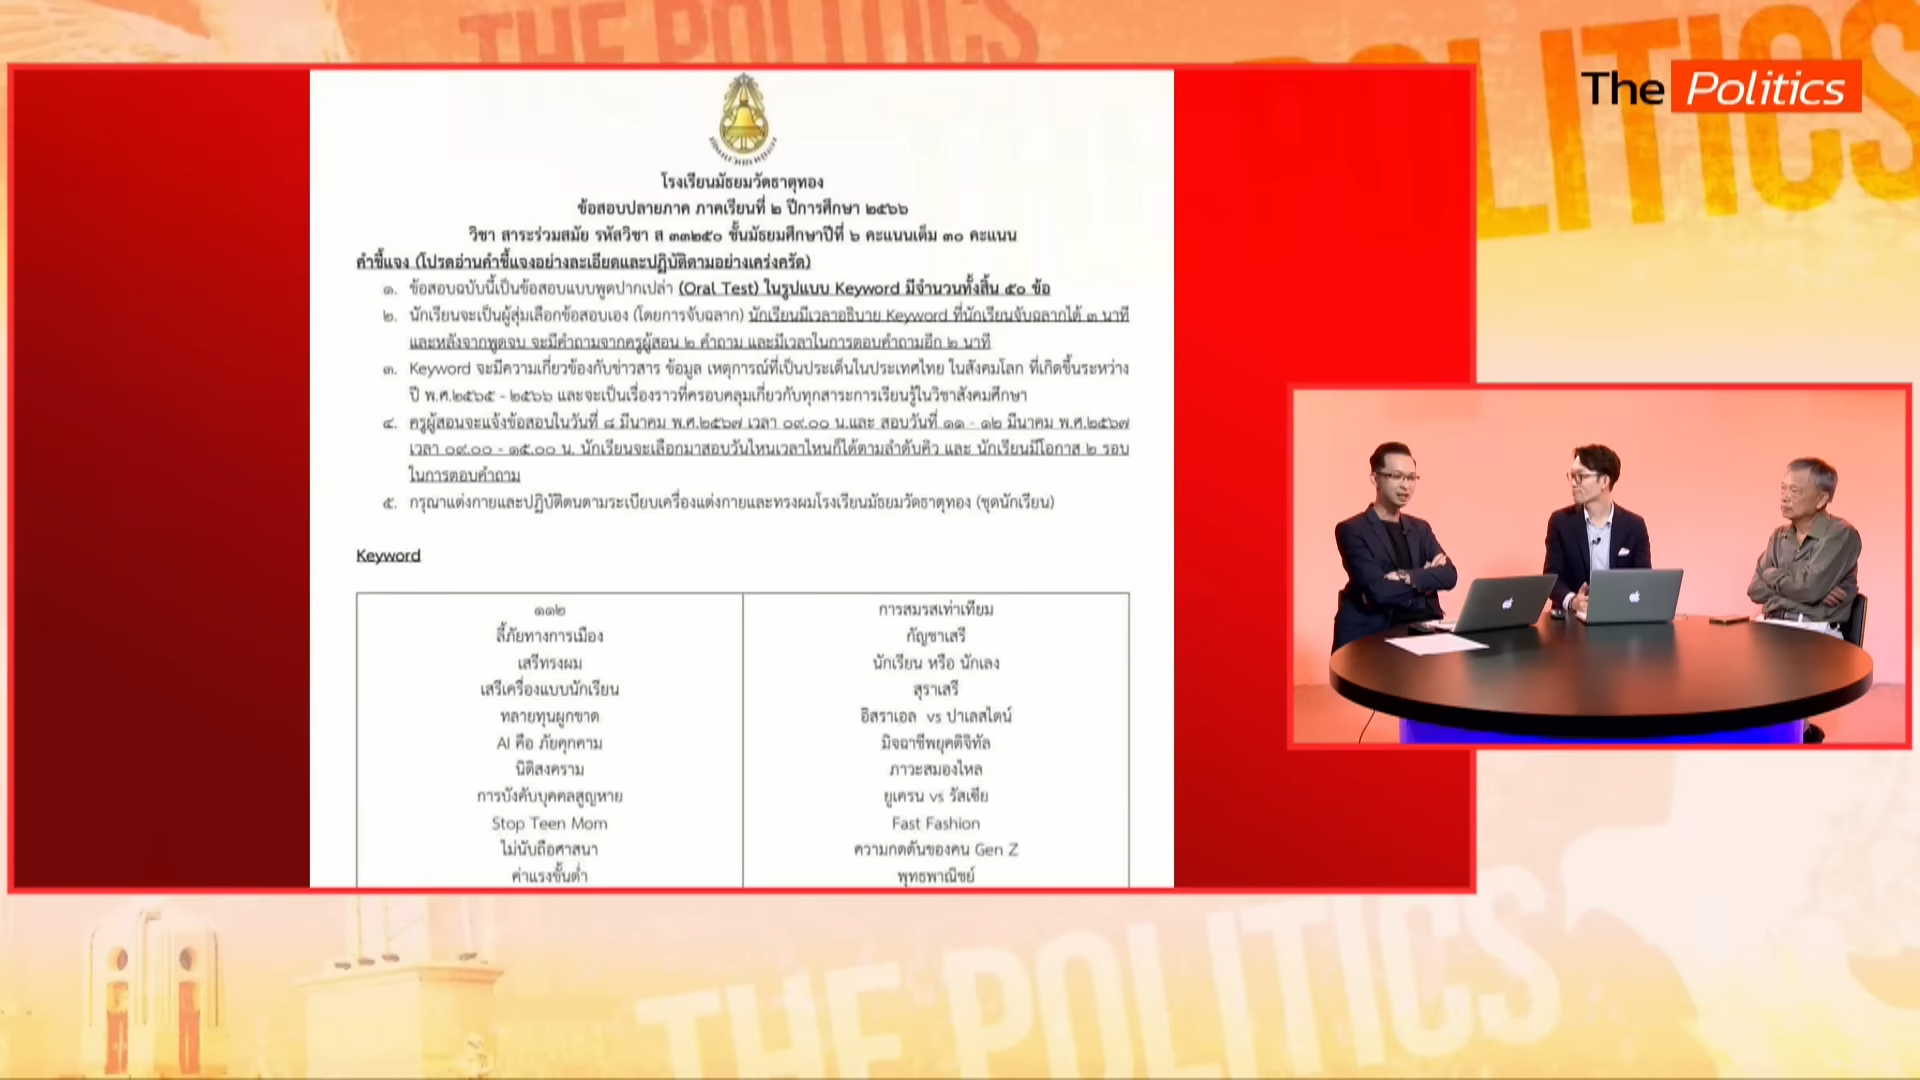 THE POLITICS
POLITICS
The Politics
โรงเรียนมัธยมวัดธาตุทอง
ข้อสอบปลายภาค ภาคเรียนที่ ๒ ปีการศึกษา ๒๕๖๖
วิชา สาระร่วมสมัย รหัสวิชา ส ๓๓๒๕๐ ชั้นมัธยมศึกษาปีที่ ๖ คะแนนเต็ม ๓๐ คะแนน
คำชี้แจง (โปรดอ่านคำชี้แจงอย่างละเอียดและปฏิบัติตามอย่างเคร่งครัด)
๑. ข้อสอบฉบับนี้เป็นข้อสอบแบบพูดปากเปล่า (Oral Test) ในรูปแบบ Keyword มีจำนวนทั้งสิ้น ๕๐ ข้อ
๒. นักเรียนจะเป็นผู้สุ่มเลือกข้อสอบเอง (โดยการจับฉลาก) นักเรียนมีเวลาอธิบาย Keyword ที่นักเรียนจับฉลากได้ ๓ นาที
และหลังจากพูดจบ จะมีคำถามจากครูผู้สอน ๒ คำถาม และมีเวลาในการตอบคำถามอีก ๒ นาที
๓. Keyword จะมีความเกี่ยวข้องกับข่าวสาร ข้อมูล เหตุการณ์ที่เป็นประเด็นในประเทศไทย ในสังคมโลก ที่เกิดขึ้นระหว่าง
ปี พ.ศ.๒๕๖๕ - ๒๕๖๖ และจะเป็นเรื่องราวที่ครอบคลุมเกี่ยวกับทุกสาระการเรียนรู้ในวิชาสังคมศึกษา
๔. ครูผู้สอนจะแจ้งข้อสอบในวันที่ ๘ มีนาคม พ.ศ.๒๕๖๗ เวลา ๐๙.๐๐ น.และ สอบวันที่ ๑๑ - ๑๒ มีนาคม พ.ศ.๒๕๖๗
เวลา ๐๙.๐๐ - ๑๕.๐๐ น. นักเรียนจะเลือกมาสอบวันไหนเวลาไหนก็ได้ตามลำดับคิว และ นักเรียนมีโอกาส ๒ รอบ
ในการตอบคำถาม
๕. กรุณาแต่งกายและปฏิบัติตนตามระเบียบเครื่องแต่งกายและทรงผมโรงเรียนมัธยมวัดธาตุทอง (ชุดนักเรียน)
Keyword
๑๑๒ การสมรสเท่าเทียม
ลี้ภัยทางการเมือง กัญชาเสรี
เสรีทรงผม นักเรียน หรือ นักเลง
เสรีเครื่องแบบนักเรียน สุราเสรี
ทลายทุนผูกขาด อิสราเอล vs ปาเลสไตน์
AI คือ ภัยคุกคาม มิจฉาชีพยุคดิจิทัล
นิติสงคราม ภาวะสมองไหล
การบังคับบุคคลสูญหาย ยูเครน vs รัสเซีย
Stop Teen Mom Fast Fashion
ไม่นับถือศาสนา ความกดดันของคน Gen Z
ค่าแรงขั้นต่ำ พุทธพาณิชย์
THE POLITICS